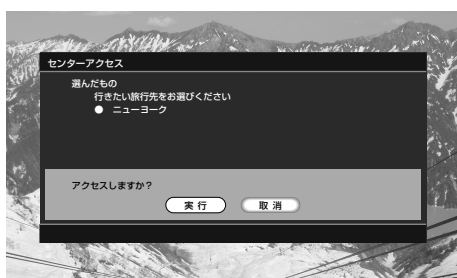 センターアクセス
選んだもの
行きたい旅行先をお選びください
● ニューヨーク
アクセスしますか？
実行 取消